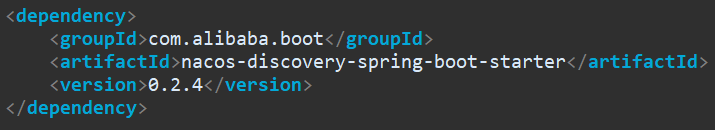 <dependency>
    <groupId>com.alibaba.boot</groupId>
    <artifactId>nacos-discovery-spring-boot-starter</artifactId>
    <version>0.2.4</version>
</dependency>